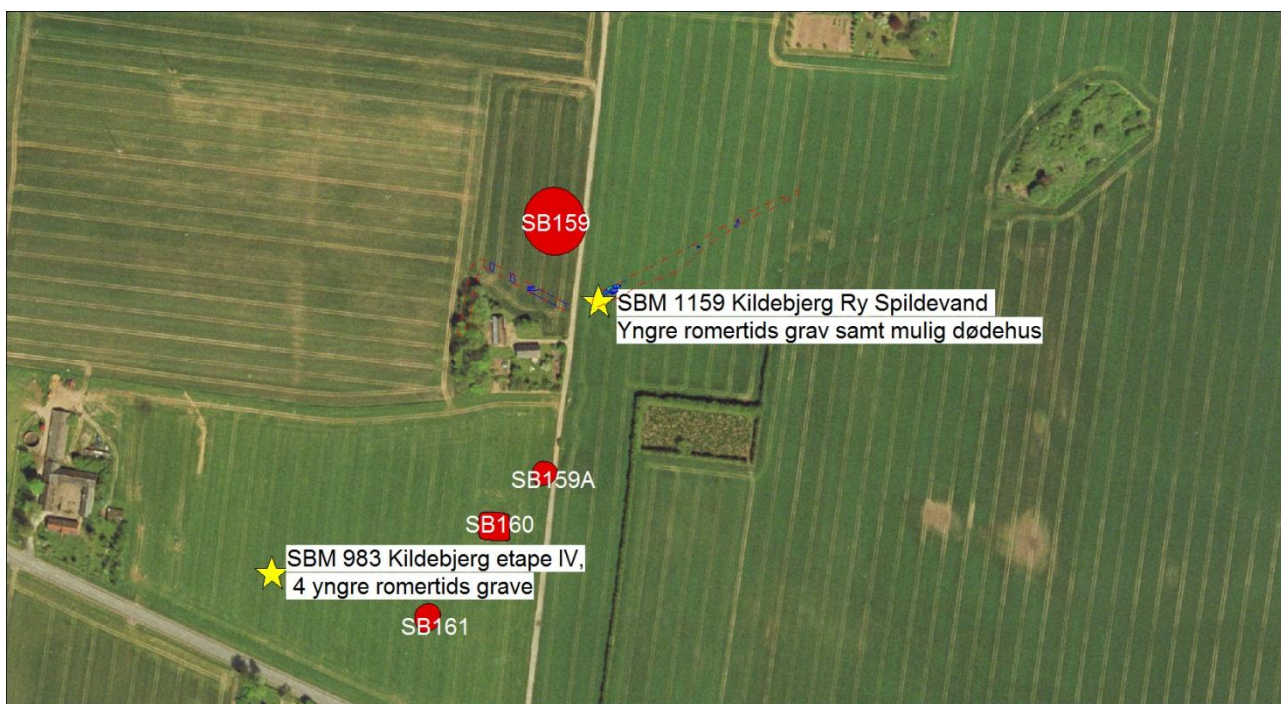 SB159
SBM 1159 Kildebjerg Ry Spildevand
Yngre romertids grav samt mulig dødehus
SB159A
SB160
SBM 983 Kildebjerg etape IV,
4 yngre romertids grave
SB161